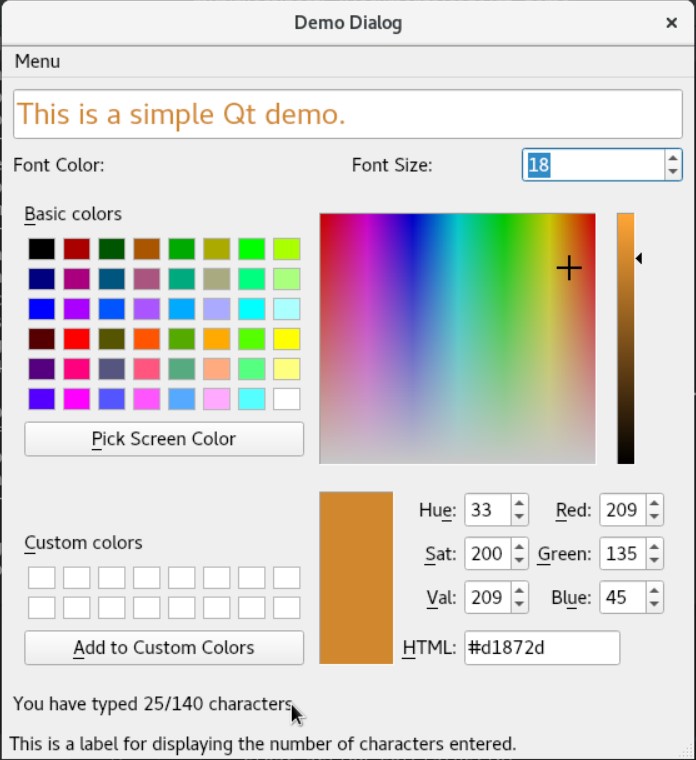 Demo Dialog
Menu
This is a simple Qt demo.
Font Color: Font Size: 18
Basic colors
Pick Screen Color
Hue: 33 Red: 209
Custom colors Sat: 200 Green: 135
Val: 209 Blue: 45
Add to Custom Colors HTML: #d1872d
You have typed 25/140 characters
This is a label for displaying the number of characters entered.